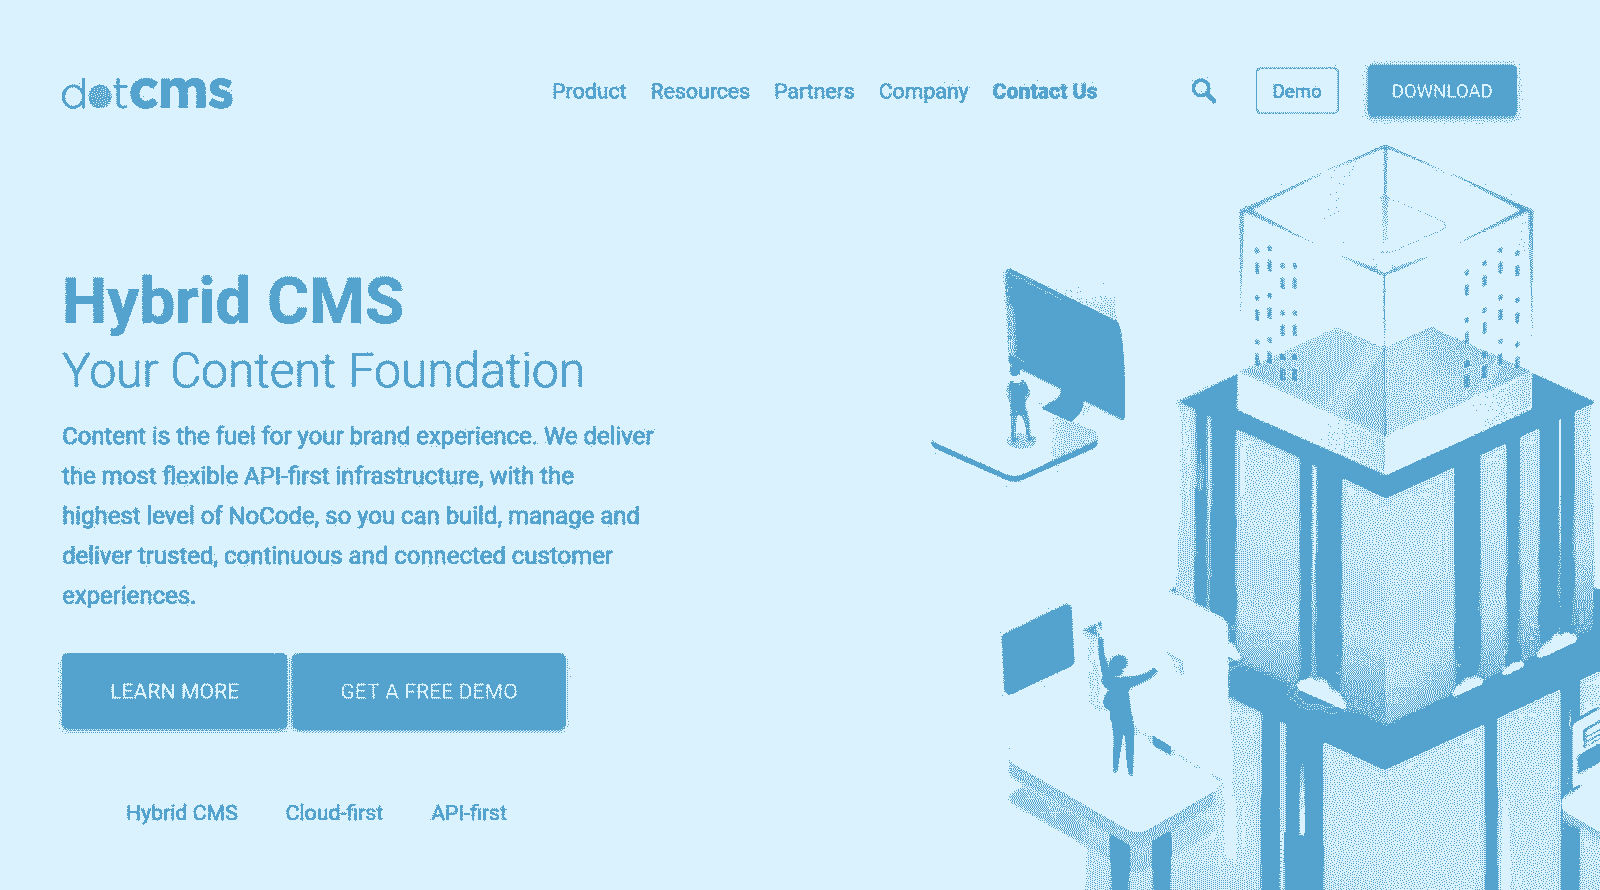 dotcms
Product Resources Partners Company Contact Us Demo DOWNLOAD
Hybrid CMS
Your Content Foundation
Content is the fuel for your brand experience. We deliver
the most flexible API-first infrastructure, with the
highest level of NoCode, so you can build, manage and
deliver trusted, continuous and connected customer
experiences.
LEARN MORE GET A FREE DEMO
Hybrid CMS Cloud-first API-first